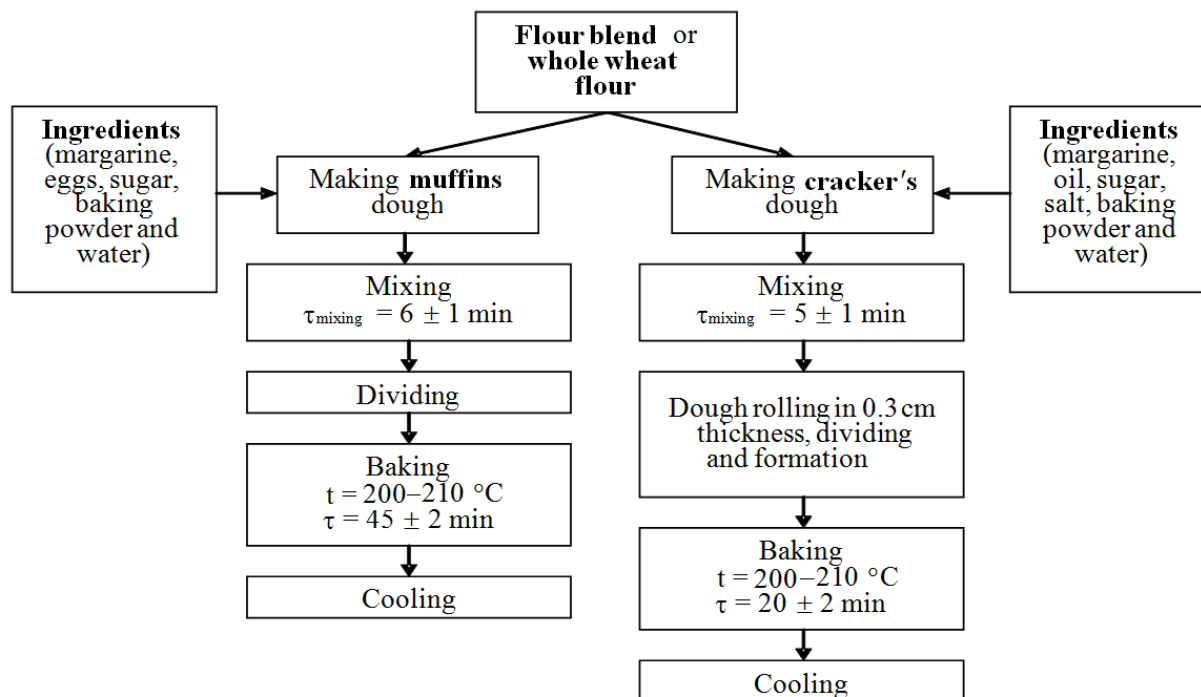 Flour blend or
whole wheat
flour
Ingredients
(margarine,
eggs, sugar,
baking
powder and
water)
Making muffins
dough
Mixing
τmixing = 6 ± 1 min
Dividing
Baking
t = 200–210 °C
τ = 45 ± 2 min
Cooling
Ingredients
(margarine,
oil, sugar,
salt, baking
powder and
water)
Making cracker's
dough
Mixing
τmixing = 5 ± 1 min
Dough rolling in 0.3 cm
thickness, dividing
and formation
Baking
t = 200–210 °C
τ = 20 ± 2 min
Cooling